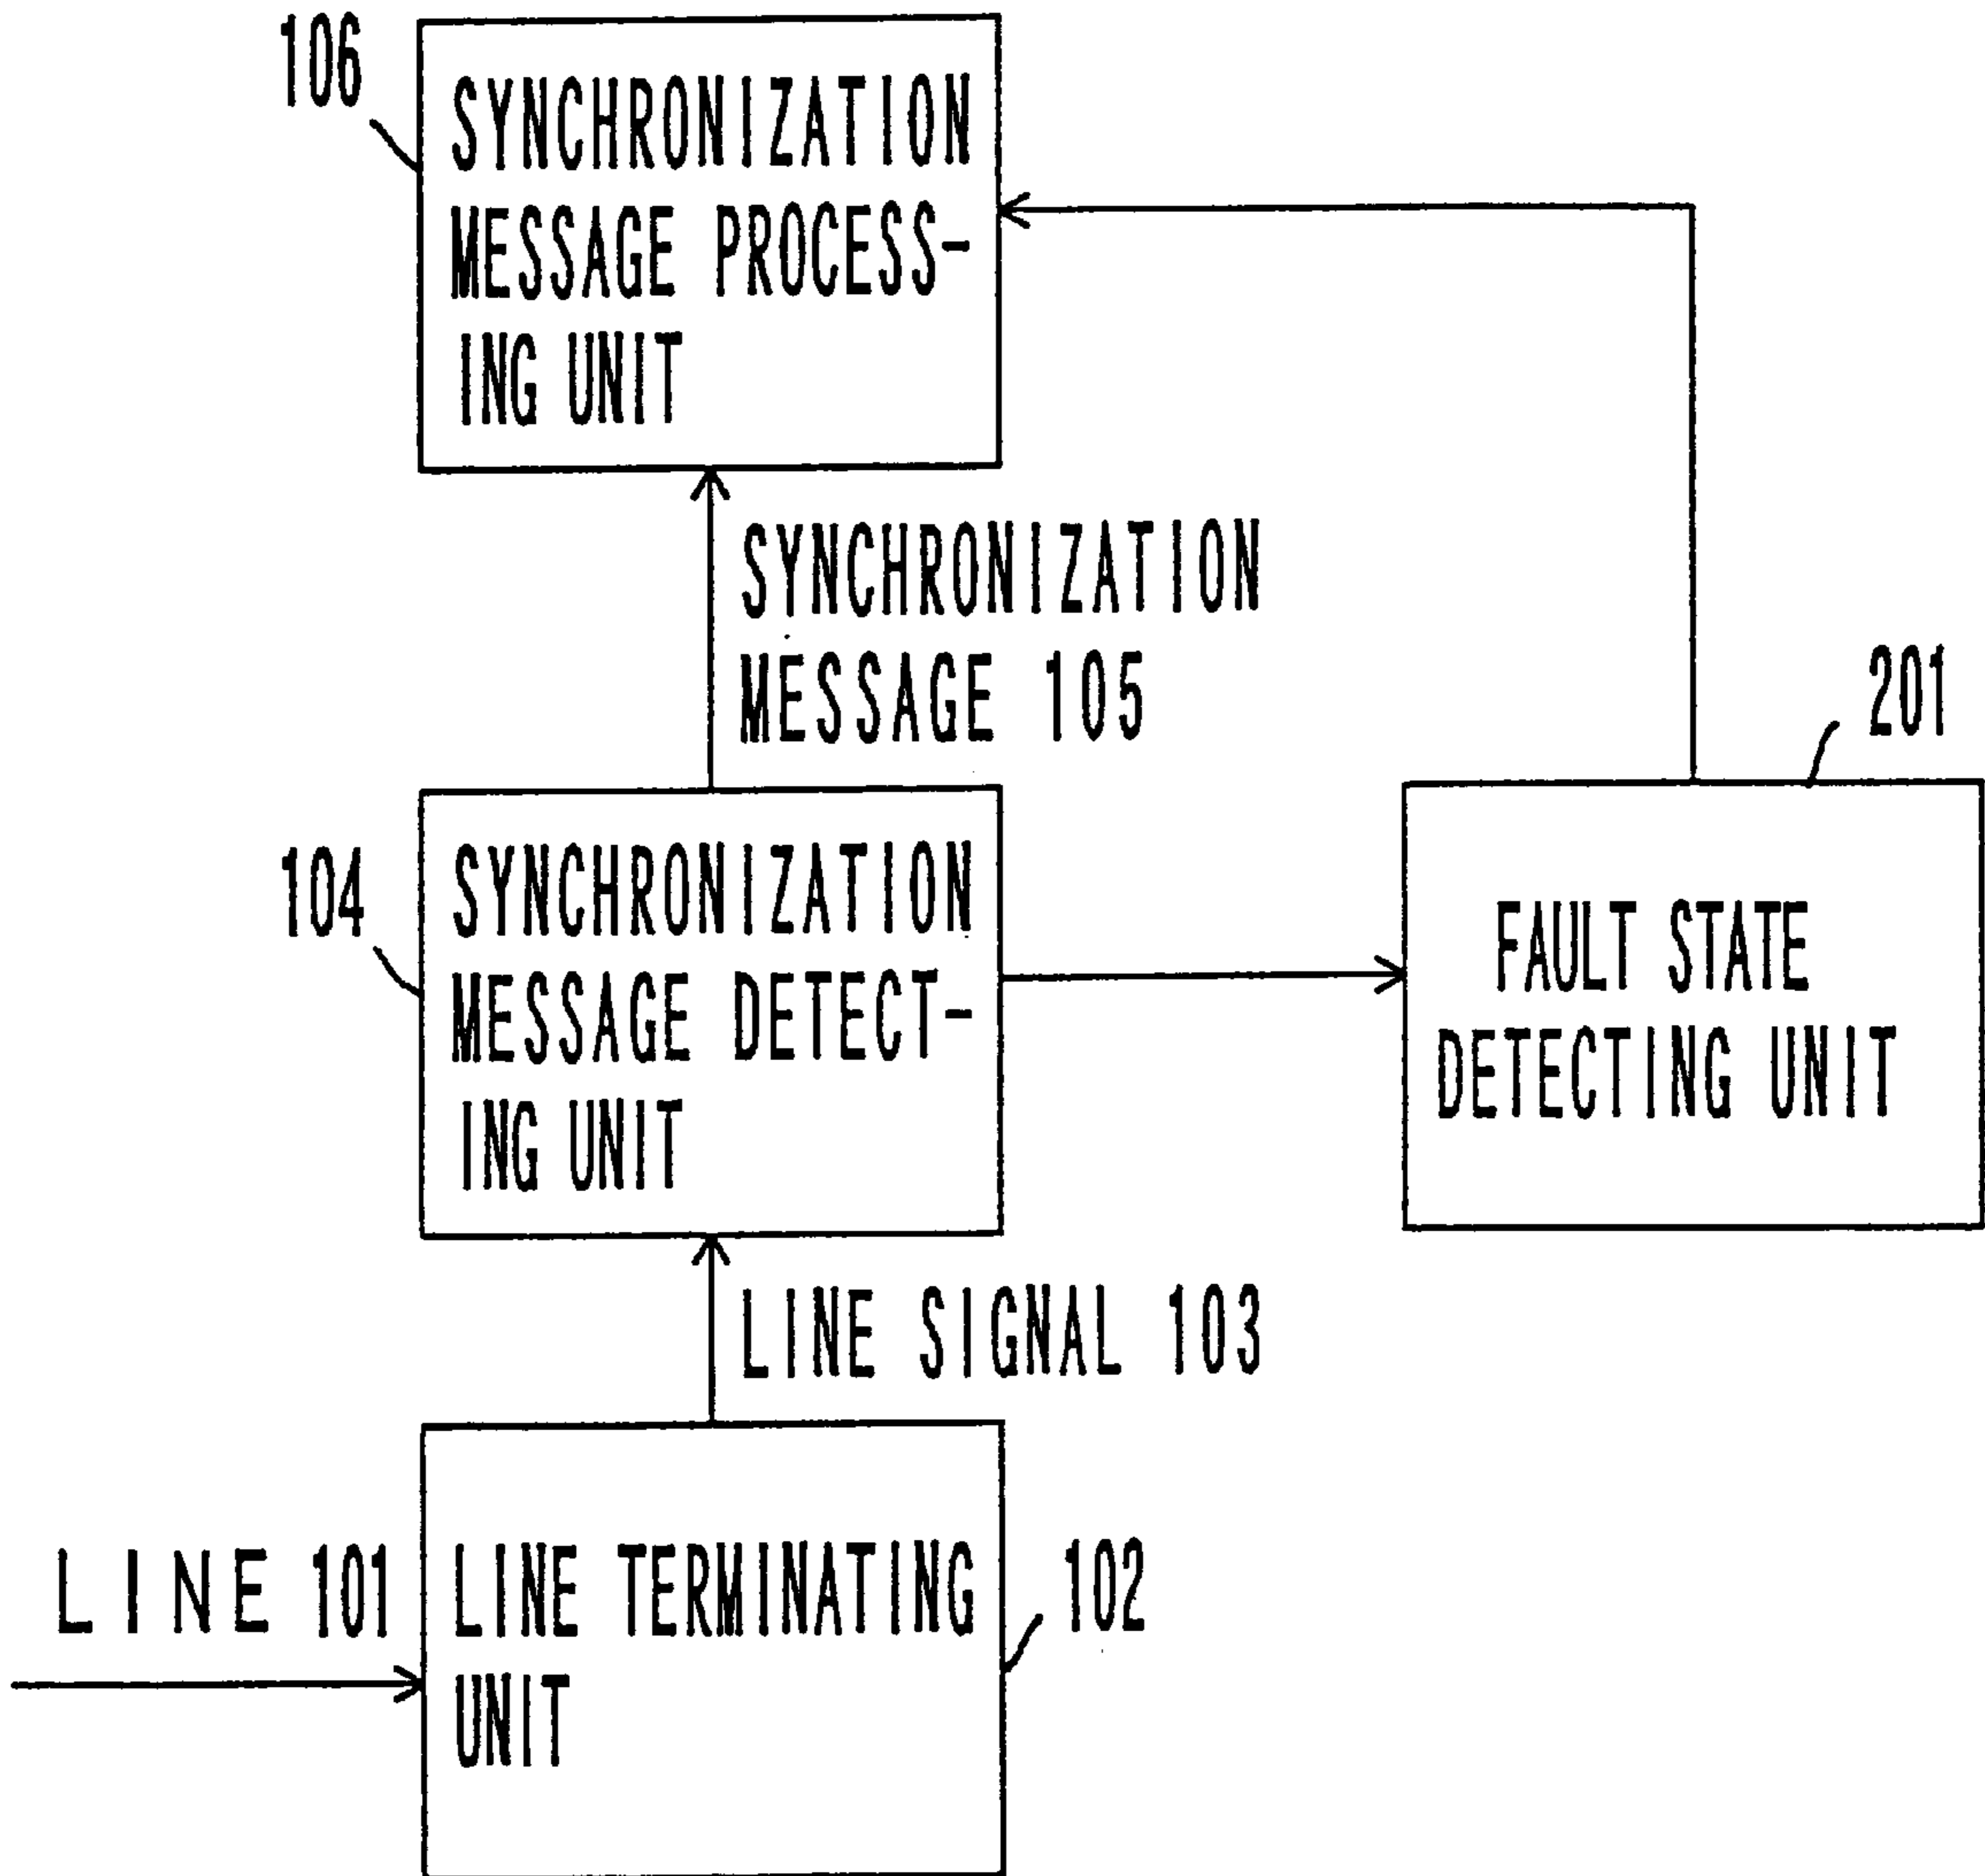 106
SYNCHRONIZATION
MESSAGE PROCESS-
ING UNIT
SYNCHRONIZATION
MESSAGE 105
201
104
SYNCHRONIZATION
MESSAGE DETECT-
ING UNIT
FAULT STATE
DETECTING UNIT
LINE SIGNAL 103
LINE 101
LINE TERMINATING
UNIT
102